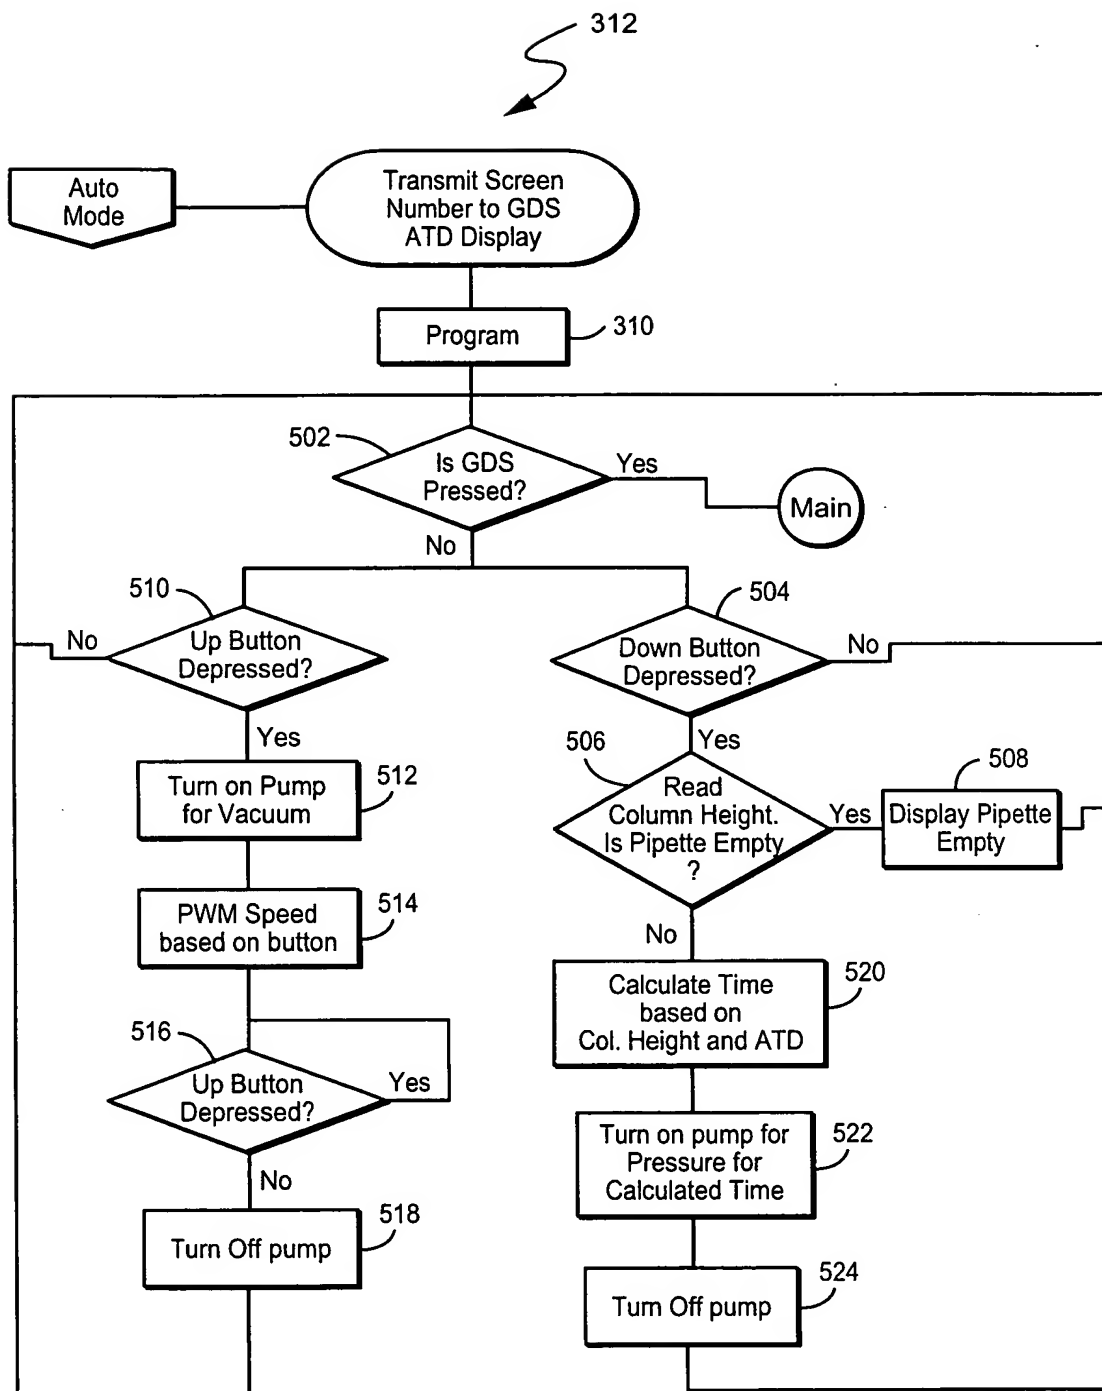 312
Auto
Mode
Transmit Screen
Number to GDS
ATD Display
Program
310
502
Is GDS
Pressed?
Yes
Main
No
510
504
No
Up Button
Depressed?
Down Button
Depressed?
No
Yes
Yes
512
506
508
Turn on Pump
for Vacuum
Read
Column Height.
Is Pipette Empty
?
Yes
Display Pipette
Empty
514
PWM Speed
based on button
No
520
Calculate Time
based on
Col. Height and ATD
516
Up Button
Depressed?
Yes
522
Turn on pump for
Pressure for
Calculated Time
No
518
Turn Off pump
524
Turn Off pump